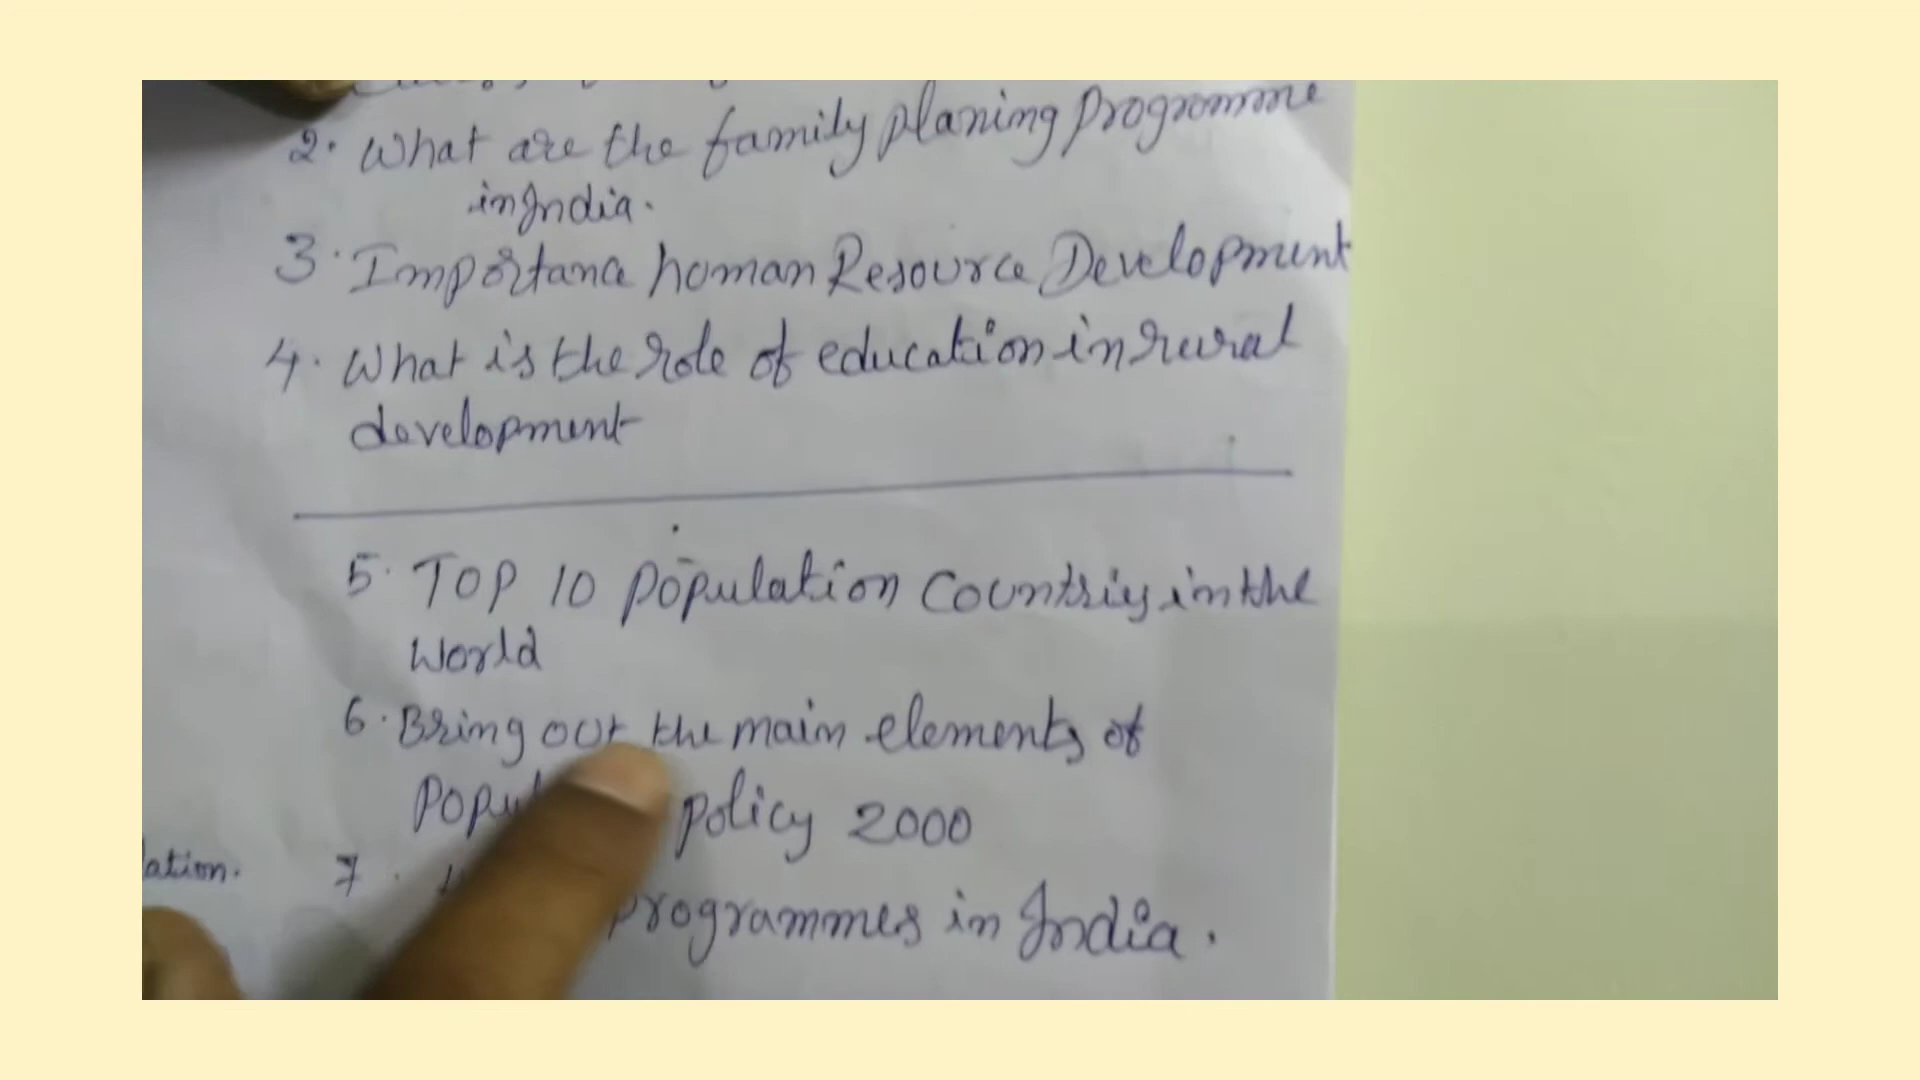 2. What are the family planing programme
in India.
3. Importance homan Resource Development
4. What is the role of education in rural
development
5. TOP 10 population Countriy in the
World
6. Bring out the main elements of
policy 2000
ation.
7.
programmes in India.